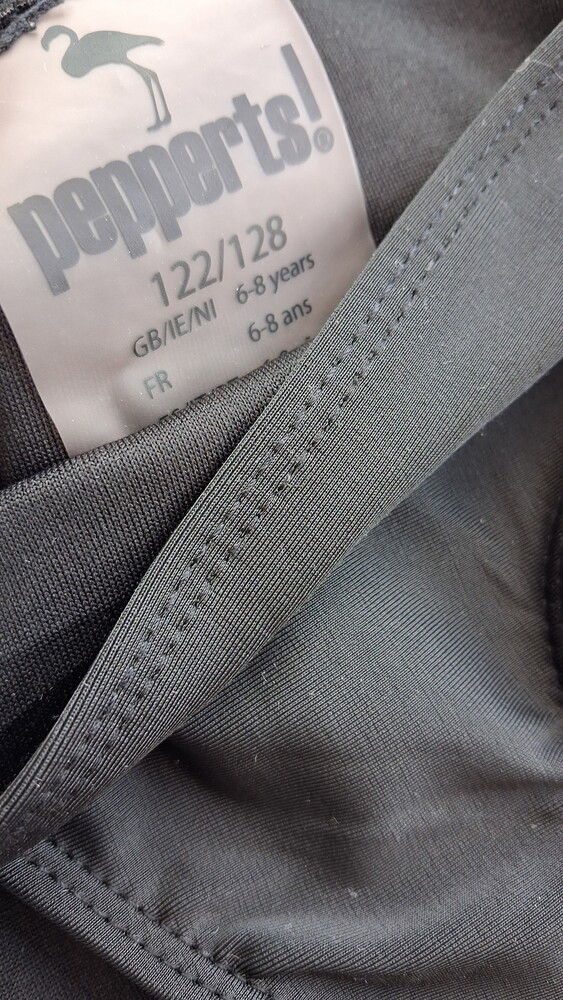 pepperts!®
122/128
GB/IE/NI 6-8 years
FR 6-8 ans